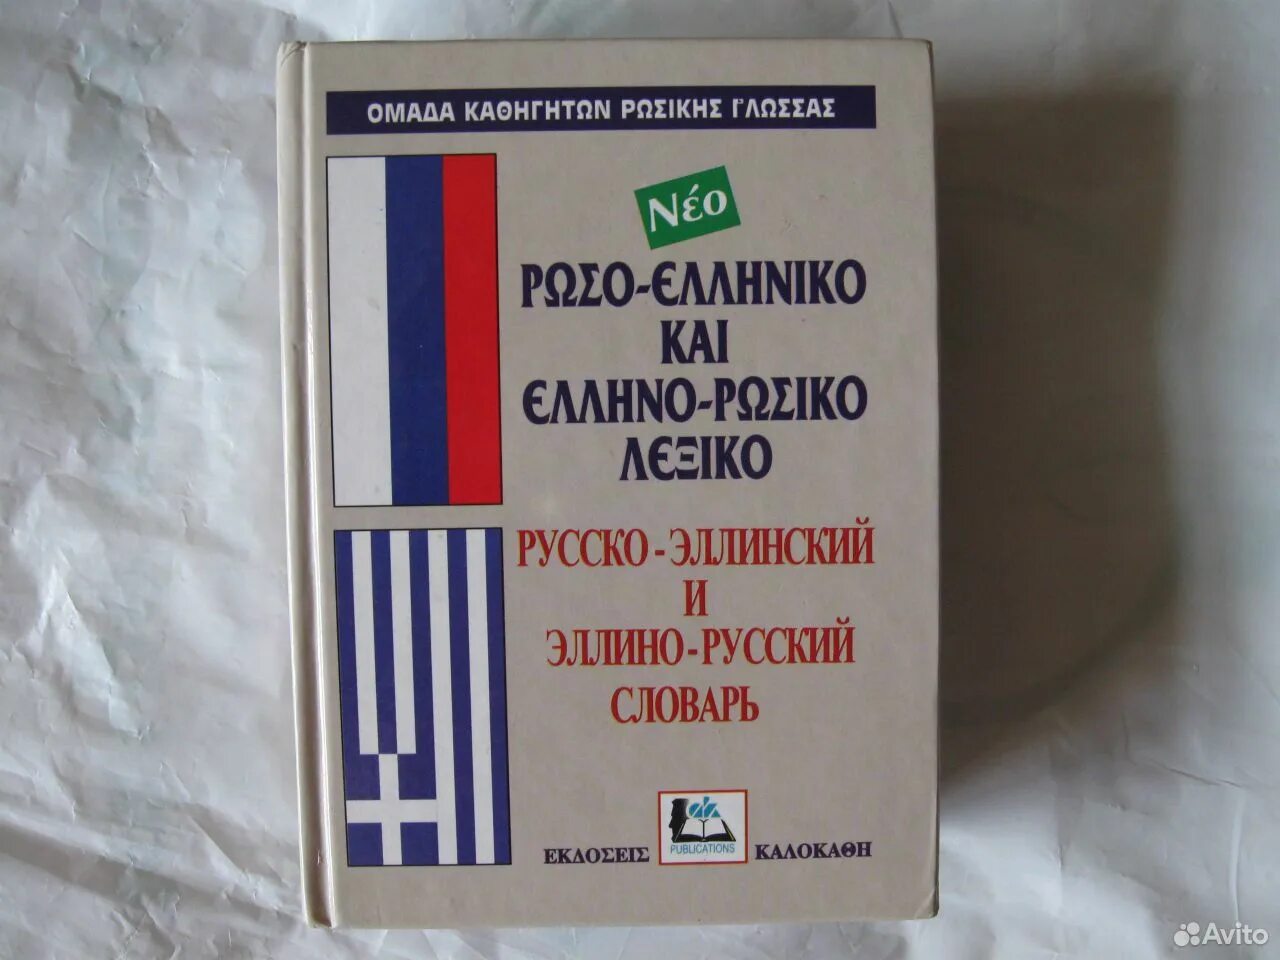 ΟΜΑΔΑ ΚΑΘΗΓΗΤΩΝ ΡΩΣΙΚΗΣ ΓΛΩΣΣΑΣ
Νέο
ΡΩΣΟ-ΕΛΛΗΝΙΚΟ
ΚΑΙ
ΕΛΛΗΝΟ-ΡΩΣΙΚΟ
ΛΕΞΙΚΟ
РУССКО-ЭЛЛИНСКИЙ
И
ЭЛЛИНО-РУССКИЙ
СЛОВАРЬ
ΕΚΔΟΣΕΙΣ PUBLICATIONS ΚΑΛΟΚΑΘΗ
Avito